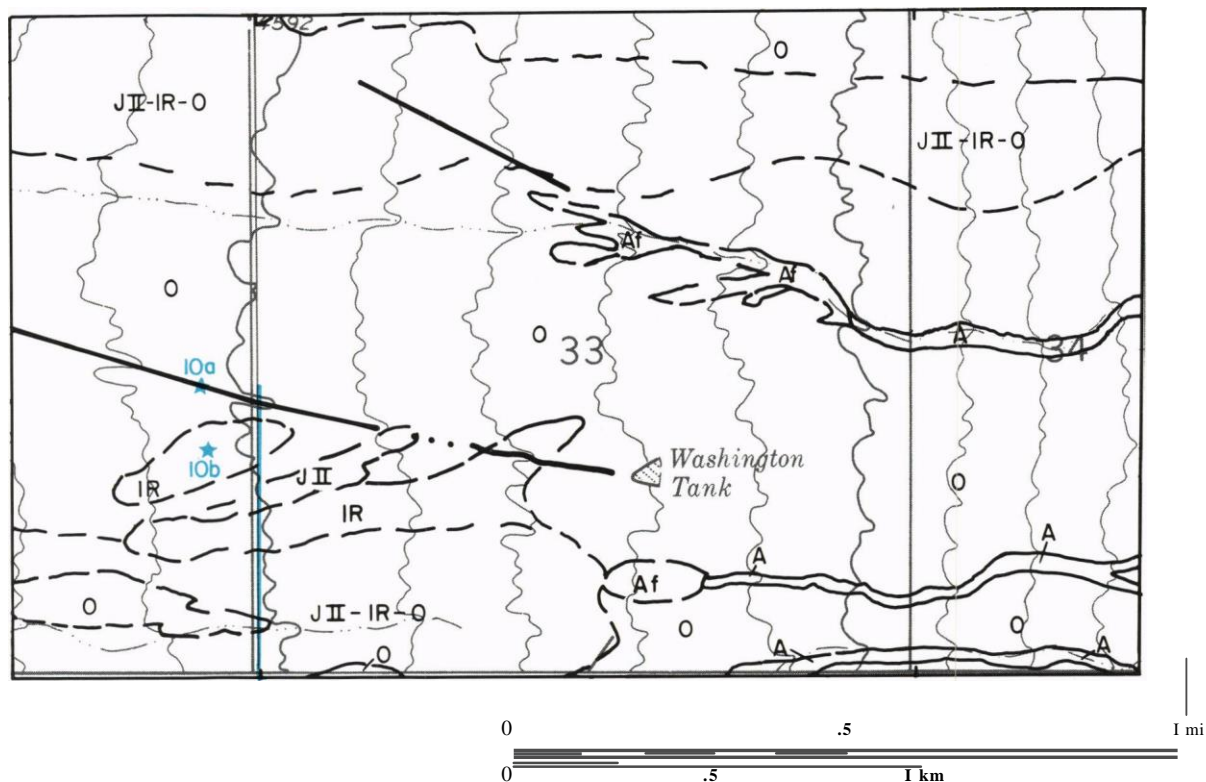 4592
O
JII-IR-O
JII-IR-O
Af
Af
O
O
33
A
34
10a
10b
IR
JII
IR
Washington
Tank
O
A
A
Af
O
JII-IR-O
O
O
A
A
O
0 .5 I mi
0 .5 I km